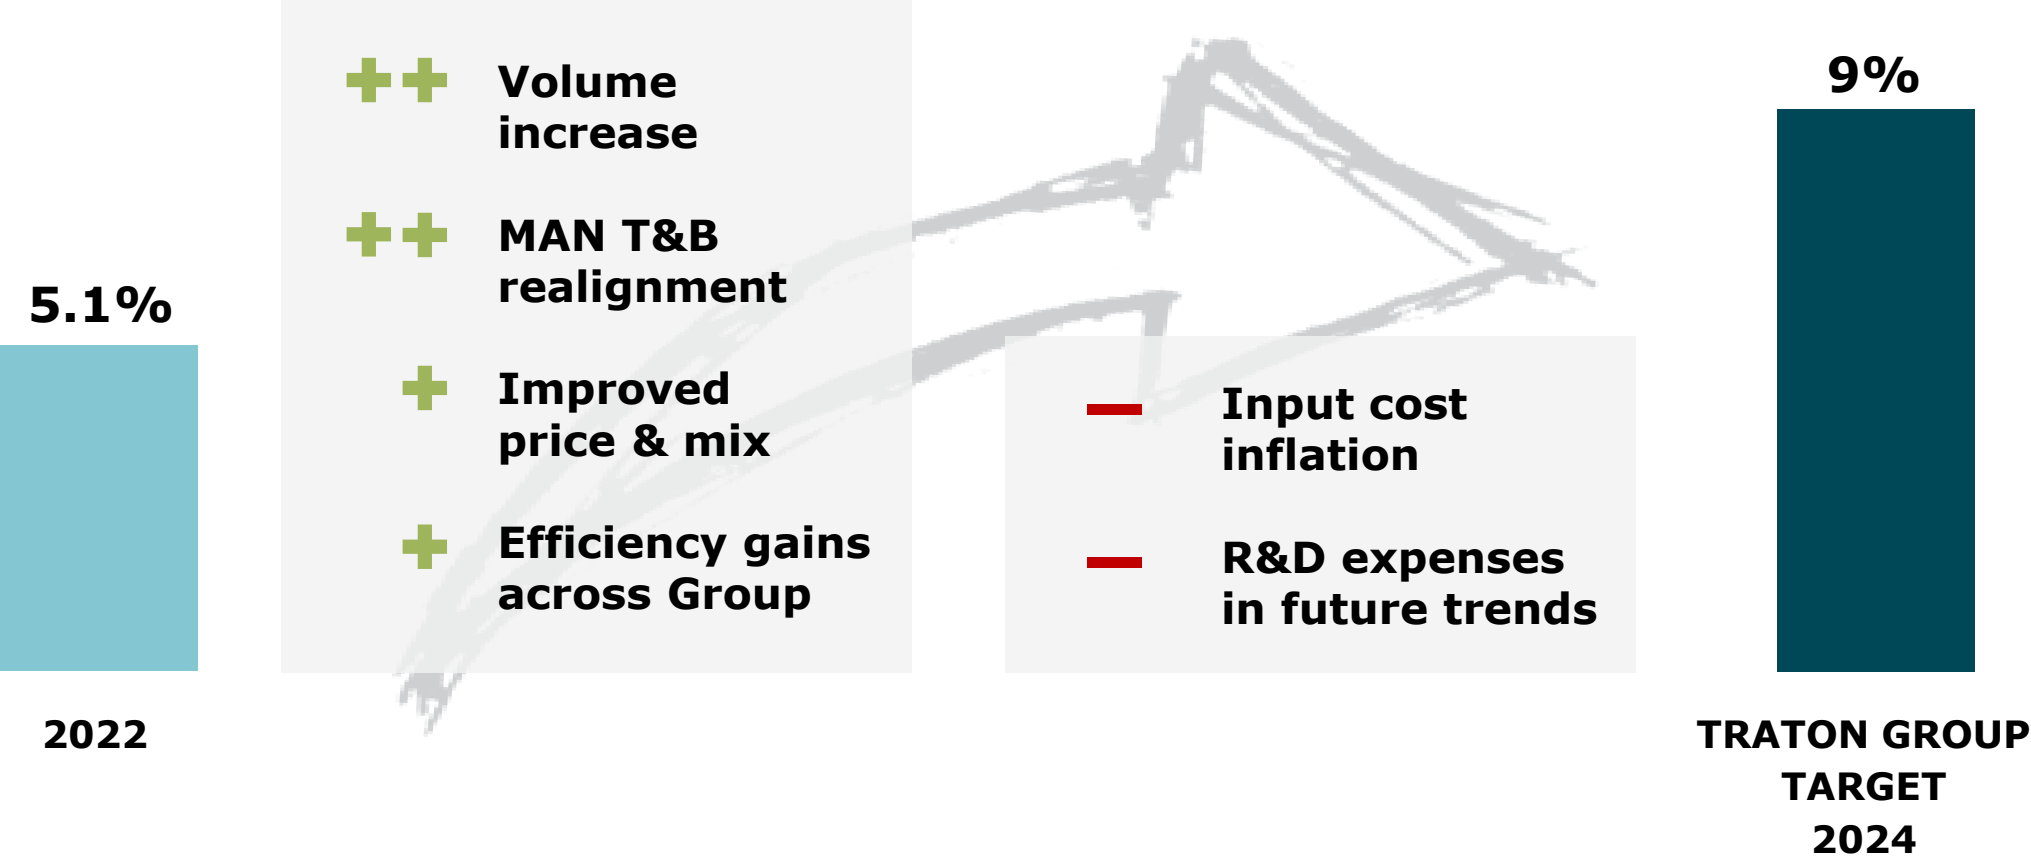 5.1%
2022
Volume
increase
MAN T&B
realignment
Improved
price & mix
Efficiency gains
across Group
Input cost
inflation
R&D expenses
in future trends
9%
TRATON GROUP
TARGET
2024